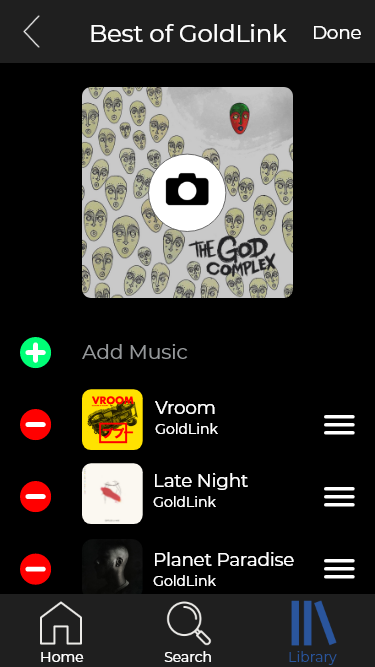 Best of GoldLink
Done
THE GOD
COMPLEX
Add Music
VROOM
Vroom
GoldLink
Late Night
GoldLink
Planet Paradise
GoldLink
Home
Search
Library